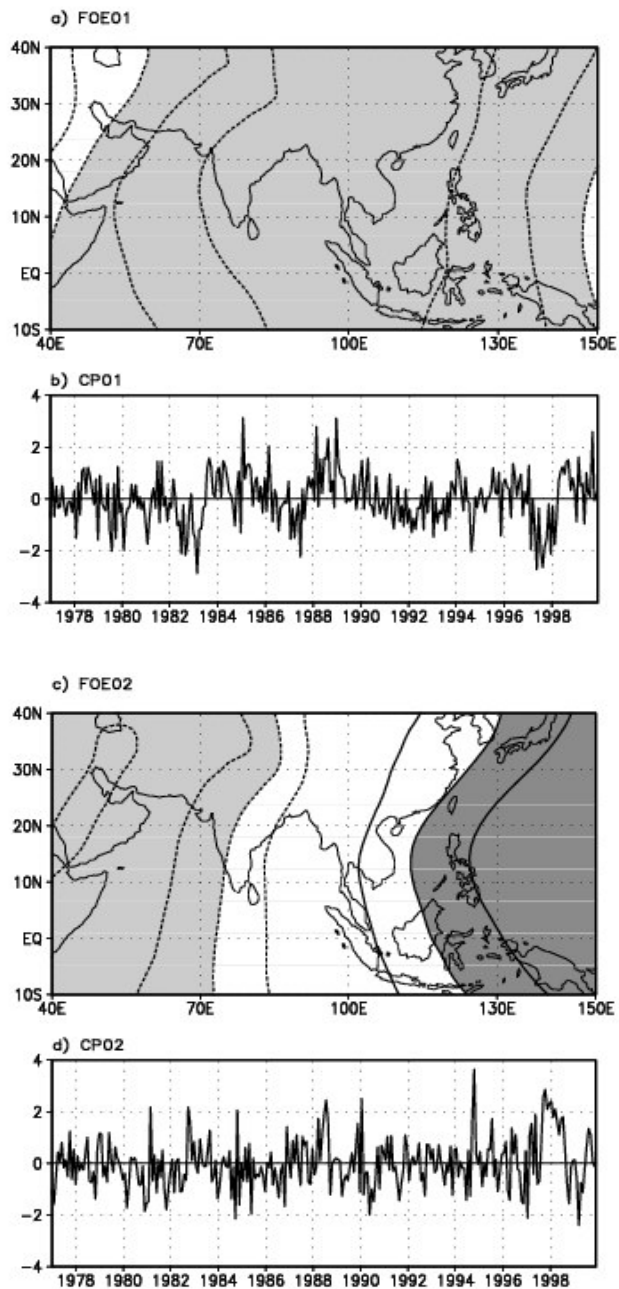 a) FOE01
40N
30N
20N
10N
EQ
10S
40E 70E 100E 130E 150E
b) CP01
4
2
0
-2
-4
1978 1980 1982 1984 1986 1988 1990 1992 1994 1996 1998
c) FOE02
40N
30N
20N
10N
EQ
10S
40E 70E 100E 130E 150E
d) CP02
4
2
0
-2
-4
1978 1980 1982 1984 1986 1988 1990 1992 1994 1996 1998